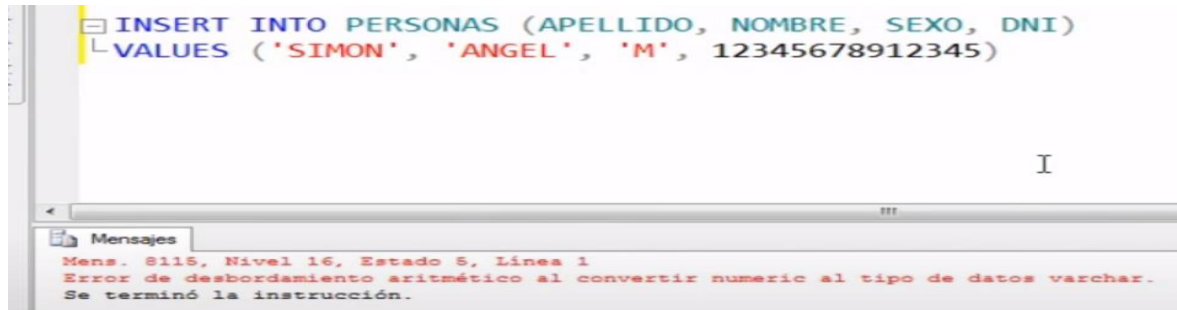 INSERT INTO PERSONAS (APELLIDO, NOMBRE, SEXO, DNI)
VALUES ('SIMON', 'ANGEL', 'M', 12345678912345)
Mensajes
Mens. 8115, Nivel 16, Estado 5, Línea 1
Error de desbordamiento aritmético al convertir numeric al tipo de datos varchar.
Se terminó la instrucción.